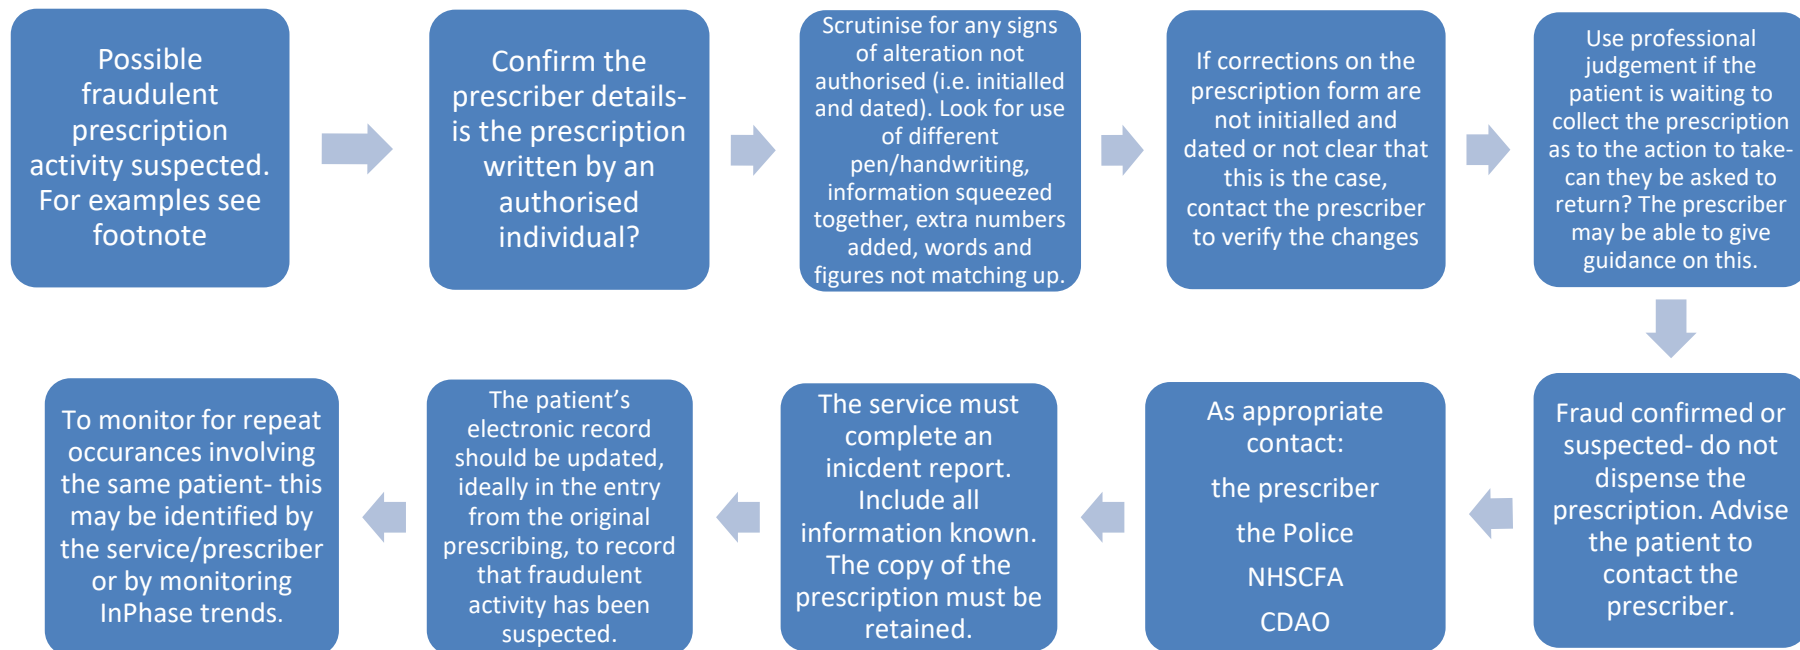 Possible
fraudulent
prescription
activity suspected.
For examples see
footnote
Confirm the
prescriber details-
is the prescription
written by an
authorised
individual?
Scrutinise for any signs
of alteration not
authorised (i.e. initialled
and dated). Look for use
of different
pen/handwriting,
information squeezed
together, extra numbers
added, words and
figures not matching up.
If corrections on the
prescription form are
not initialled and
dated or not clear that
this is the case,
contact the prescriber
to verify the changes
Use professional
judgement if the
patient is waiting to
collect the prescription
as to the action to take-
can they be asked to
return? The prescriber
may be able to give
guidance on this.
Fraud confirmed or
suspected- do not
dispense the
prescription. Advise
the patient to
contact the
prescriber.
As appropriate
contact:
the prescriber
the Police
NHSCFA
CDAO
The service must
complete an
inicdent report.
Include all
information known.
The copy of the
prescription must be
retained.
The patient’s
electronic record
should be updated,
ideally in the entry
from the original
prescribing, to record
that fraudulent
activity has been
suspected.
To monitor for repeat
occurances involving
the same patient- this
may be identified by
the service/prescriber
or by monitoring
InPhase trends.